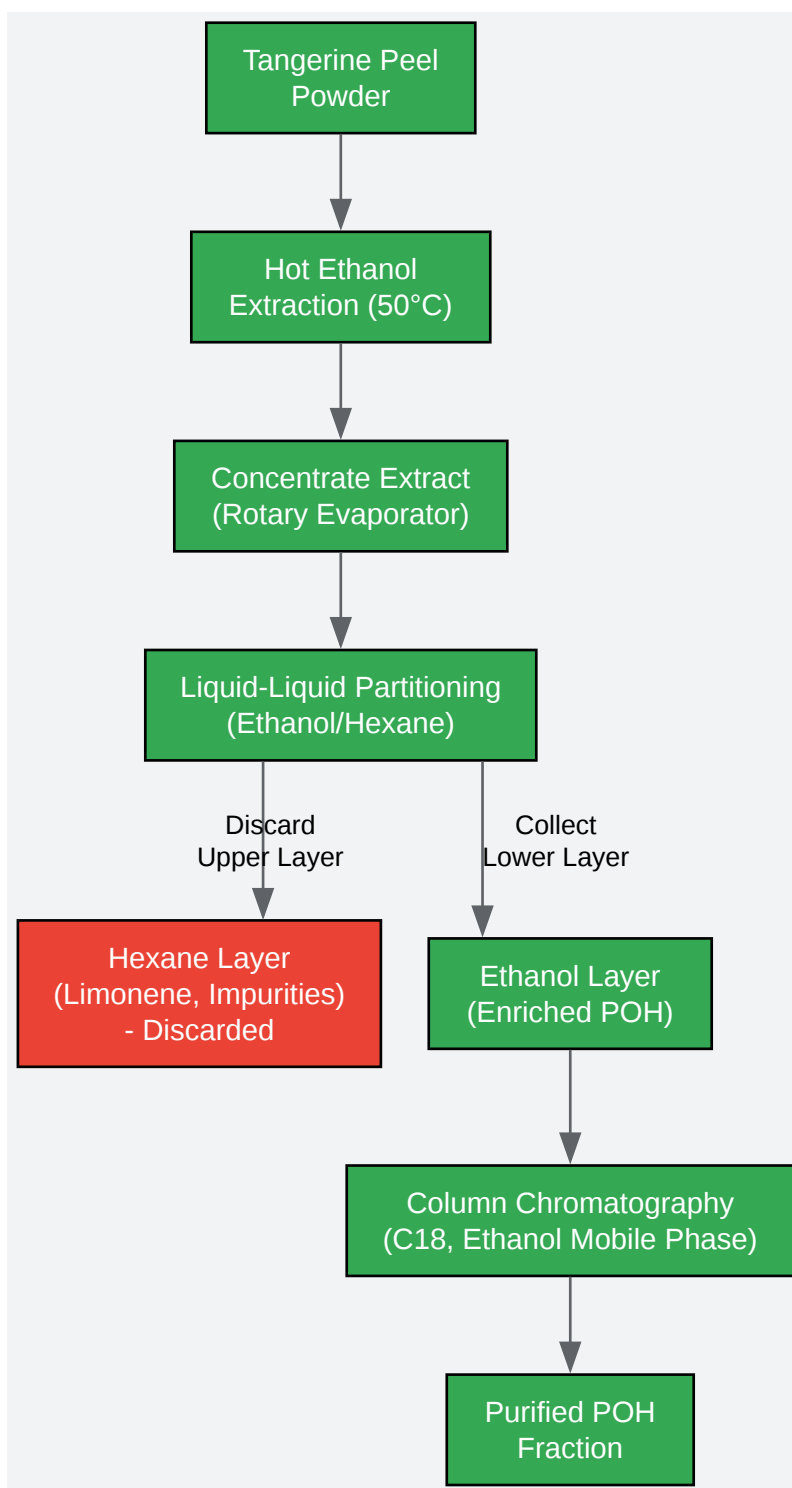 Tangerine Peel
Powder
Hot Ethanol
Extraction (50°C)
Concentrate Extract
(Rotary Evaporator)
Liquid-Liquid Partitioning
(Ethanol/Hexane)
Discard
Upper Layer
Collect
Lower Layer
Hexane Layer
(Limonene, Impurities)
- Discarded
Ethanol Layer
(Enriched POH)
Column Chromatography
(C18, Ethanol Mobile Phase)
Purified POH
Fraction